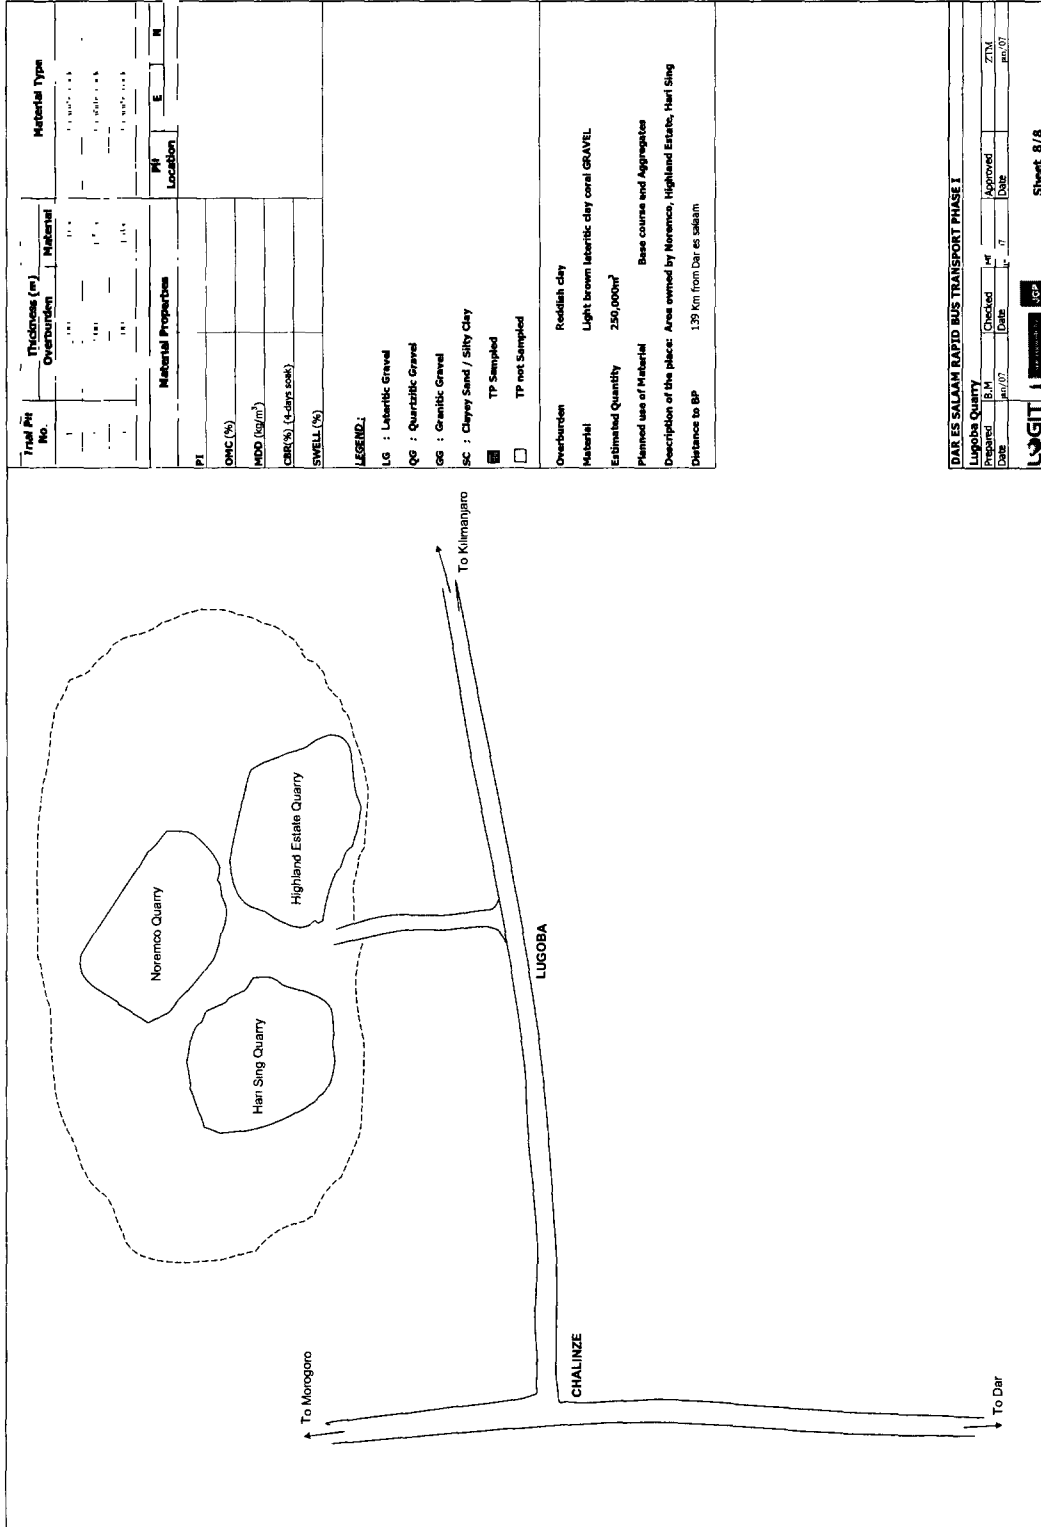 To Morogoro
Hari Sing Quarry
Noremco Quarry
Highland Estate Quarry
To Kilimanjaro
LUGOBA
CHALINZE
To Dar
Trial Pit No.
Thickness (m)
Overburden Material
Material Type
Material Properties
Pit Location
E N
PI
OMC (%)
MDD (kg/m³)
CBR(%) (4-days soak)
SWELL (%)
LEGEND:
LG : Lateritic Gravel
QG : Quartzitic Gravel
GG : Granitic Gravel
SC : Clayey Sand / Silty Clay
TP Sampled
TP not Sampled
Overburden Reddish clay
Material Light brown lateritic clay coral GRAVEL
Estimated Quantity 250,000m³
Planned use of Material Base course and Aggregates
Description of the place: Area owned by Noremco, Highland Estate, Hari Sing
Distance to BP 139 Km from Dar es salaam
DAR ES SALAAM RAPID BUS TRANSPORT PHASE I
Lugoba Quarry
Prepared B.M Checked Approved ZTM
Date Date Date
LOGIT
Sheet 8/8